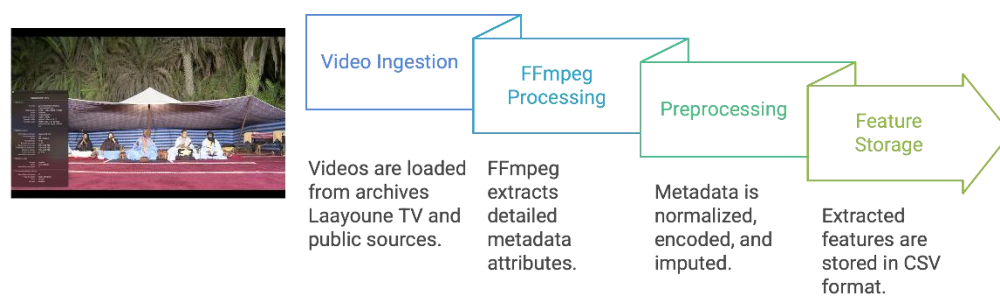 Video Ingestion
FFmpeg
Processing
Preprocessing
Feature
Storage
Videos are loaded
from archives
Laayoune TV and
public sources.
FFmpeg
extracts
detailed
metadata
attributes.
Metadata is
normalized,
encoded, and
imputed.
Extracted
features are
stored in CSV
format.